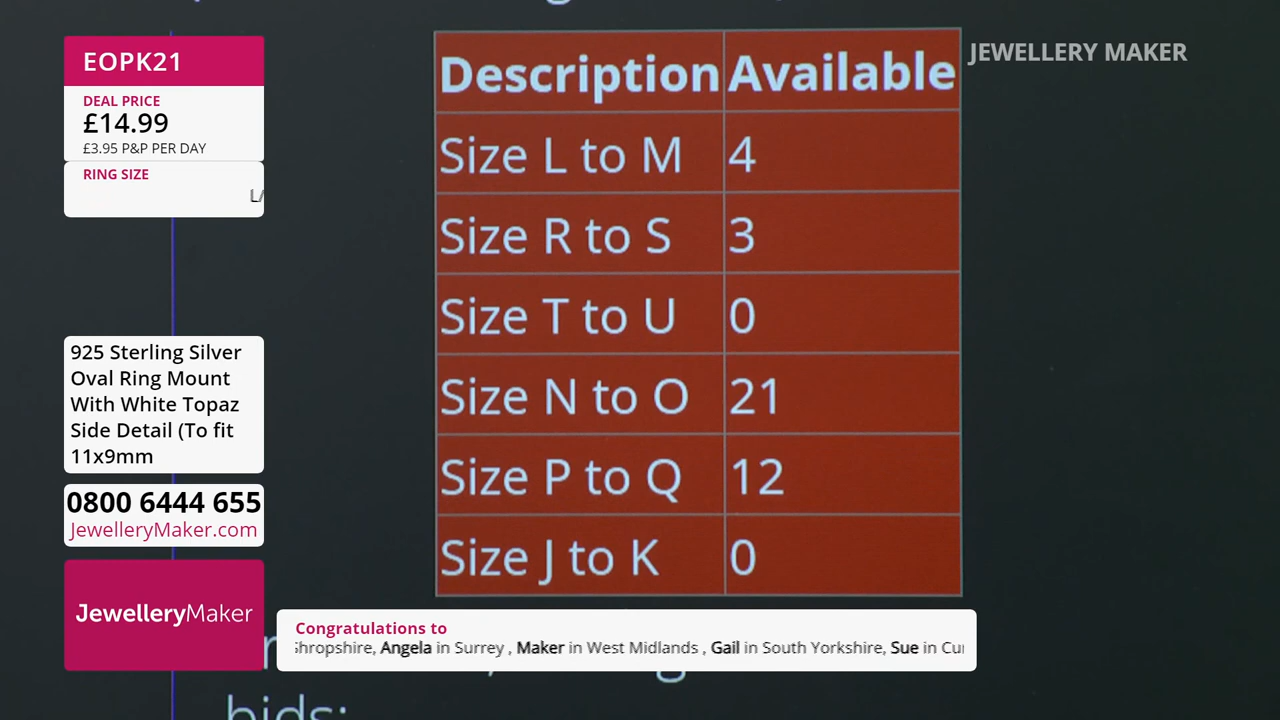 EOPK21
DEAL PRICE
£14.99
£3.95 P&P PER DAY
RING SIZE
JEWELLERY MAKER
Description Available
Size L to M 4
Size R to S 3
Size T to U 0
Size N to O 21
Size P to Q 12
Size J to K 0
925 Sterling Silver
Oval Ring Mount
With White Topaz
Side Detail (To fit
11x9mm
0800 6444 655
JewelleryMaker.com
JewelleryMaker
Congratulations to
Shropshire, Angela in Surrey , Maker in West Midlands , Gail in South Yorkshire, Sue in
bids: